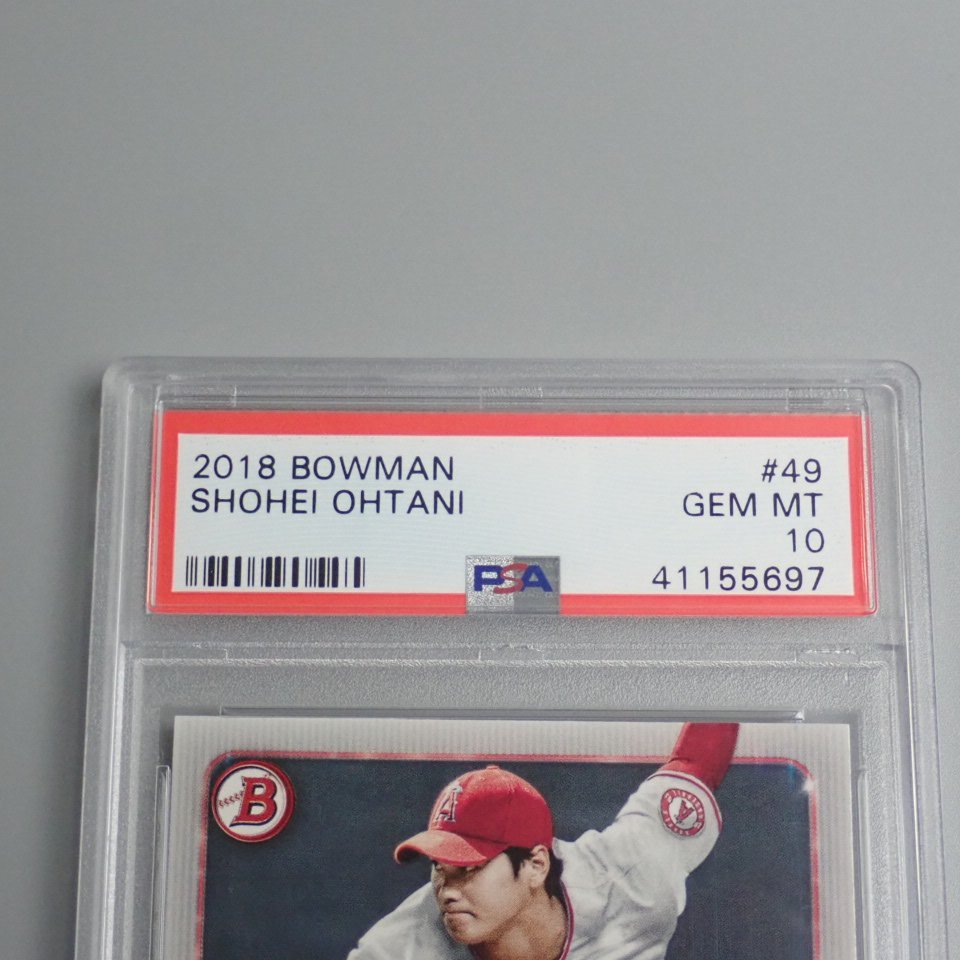 2018 BOWMAN #49
SHOHEI OHTANI GEM MT
10
PSA 41155697
B
A
A